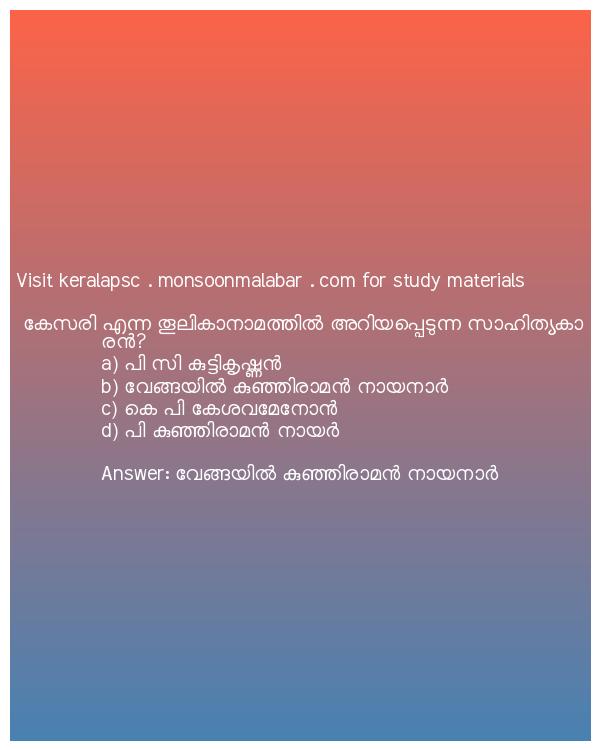 Visit keralapsc . monsoonmalabar . com for study materials
കേസരി എന്ന തൂലികാനാമത്തിൽ അറിയപ്പെടുന്ന സാഹിത്യകാ
രൻ?
a) പി സി കുട്ടികൃഷ്ണൻ
b) വേങ്ങയിൽ കുഞ്ഞിരാമൻ നായനാർ
c) കെ പി കേശവമേനോൻ
d) പി കുഞ്ഞിരാമൻ നായർ
Answer: വേങ്ങയിൽ കുഞ്ഞിരാമൻ നായനാർ